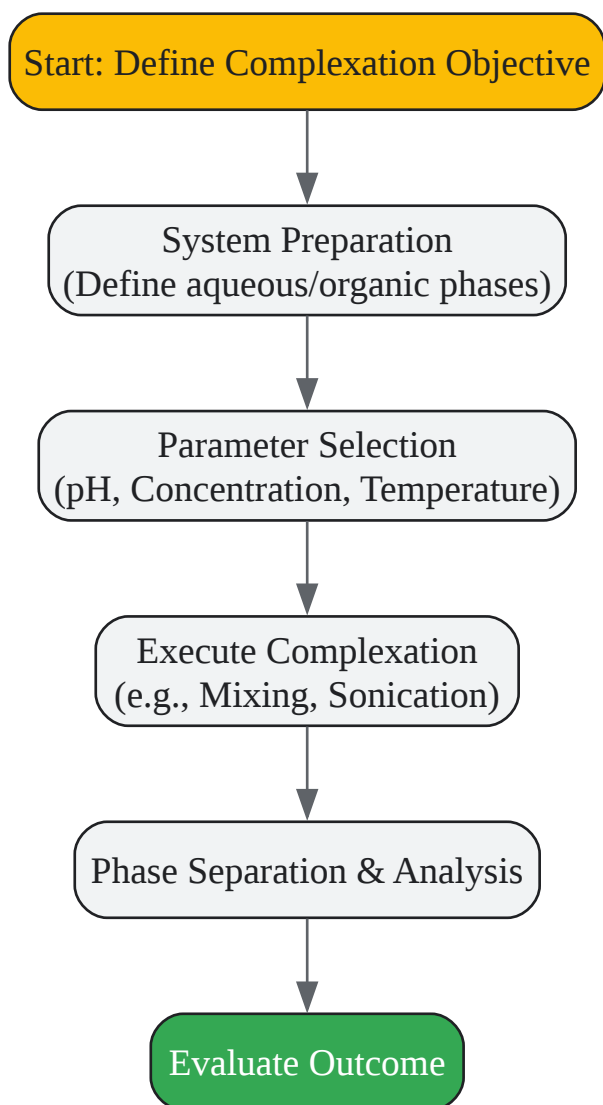 Start: Define Complexation Objective
System Preparation
(Define aqueous/organic phases)
Parameter Selection
(pH, Concentration, Temperature)
Execute Complexation
(e.g., Mixing, Sonication)
Phase Separation & Analysis
Evaluate Outcome